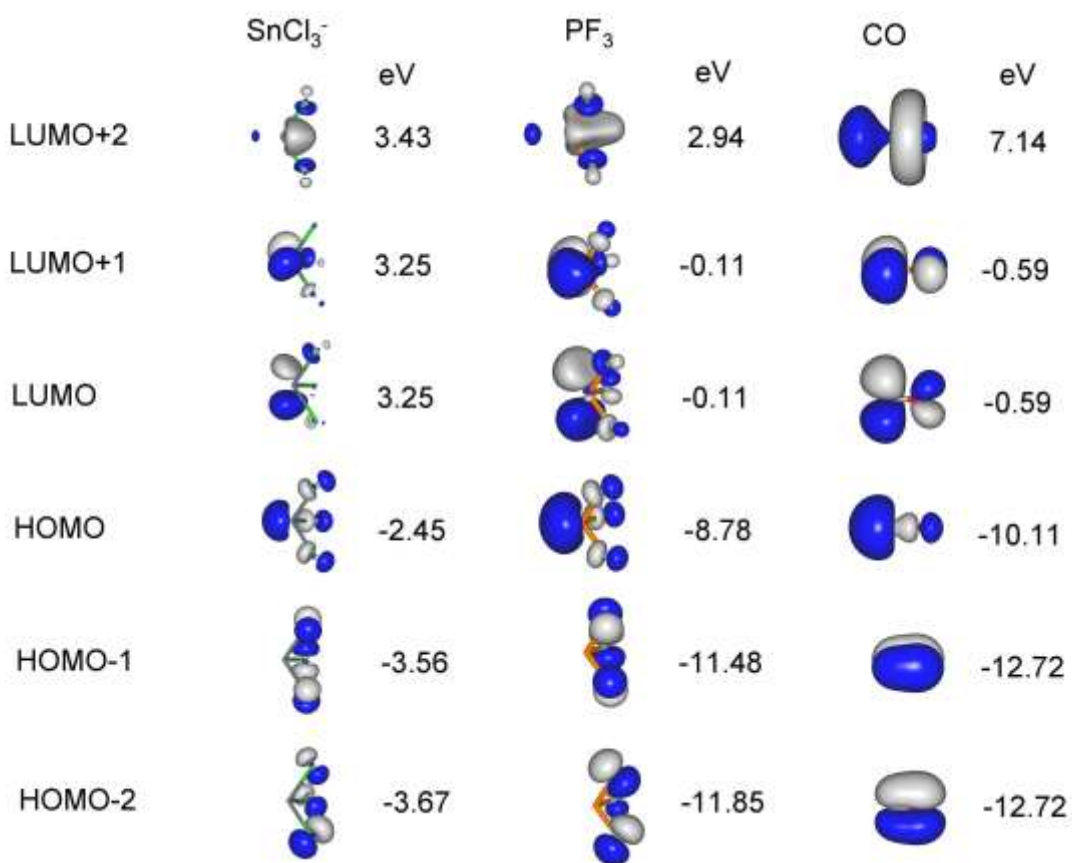 SnCl₃⁻ PF₃ CO
eV eV eV
LUMO+2 3.43 2.94 7.14
LUMO+1 3.25 -0.11 -0.59
LUMO 3.25 -0.11 -0.59
HOMO -2.45 -8.78 -10.11
HOMO-1 -3.56 -11.48 -12.72
HOMO-2 -3.67 -11.85 -12.72